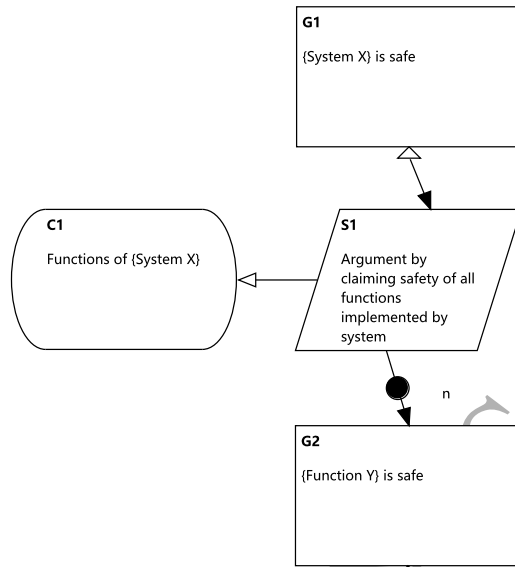 G1
{System X} is safe
C1
Functions of {System X}
S1
Argument by
claiming safety of all
functions
implemented by
system
n
G2
{Function Y} is safe